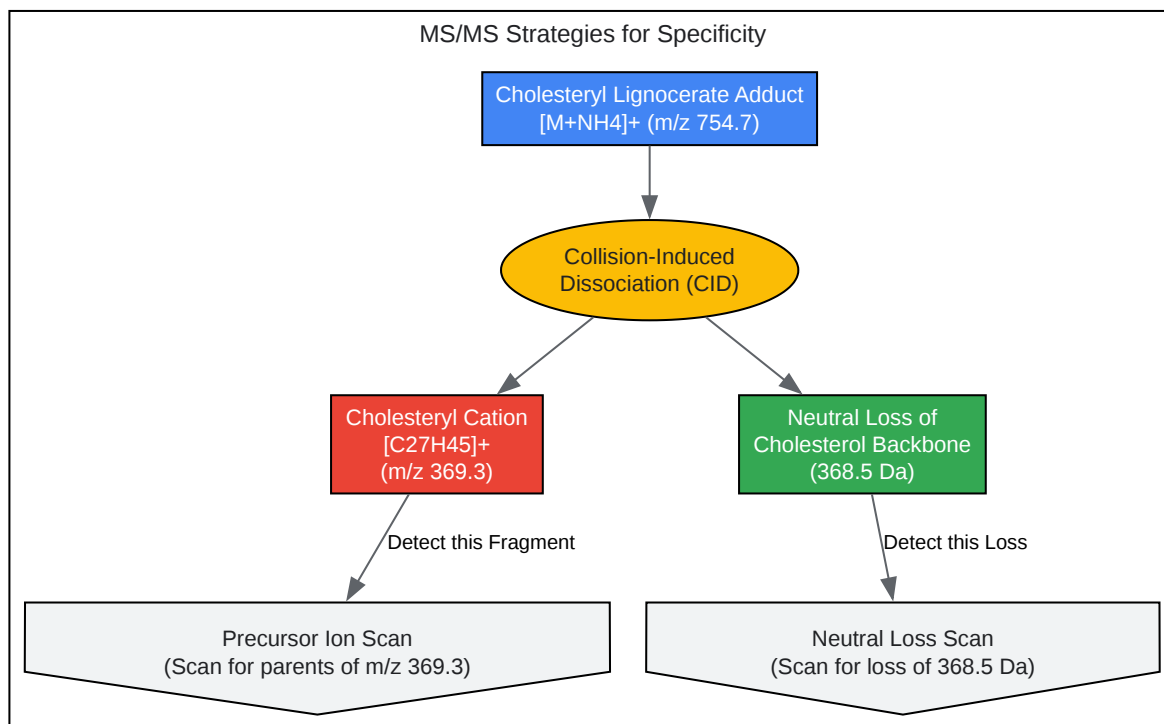 MS/MS Strategies for Specificity
Cholesteryl Lignocerate Adduct
[M+NH4]+ (m/z 754.7)
Collision-Induced
Dissociation (CID)
Cholesteryl Cation
[C27H45]+
(m/z 369.3)
Neutral Loss of
Cholesterol Backbone
(368.5 Da)
Detect this Fragment
Detect this Loss
Precursor Ion Scan
(Scan for parents of m/z 369.3)
Neutral Loss Scan
(Scan for loss of 368.5 Da)